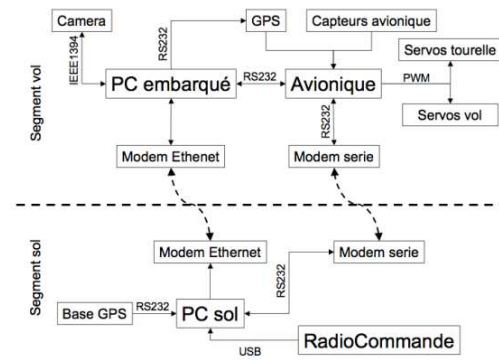 Camera
GPS
Capteurs avionique
IEEE1394
RS232
Servos tourelle
PC embarqué
RS232
Avionique
PWM
Servos vol
RS232
Segment vol
Modem Ethenet
Modem serie
Modem Ethernet
Modem serie
Segment sol
RS232
Base GPS
RS232
PC sol
RadioCommande
USB